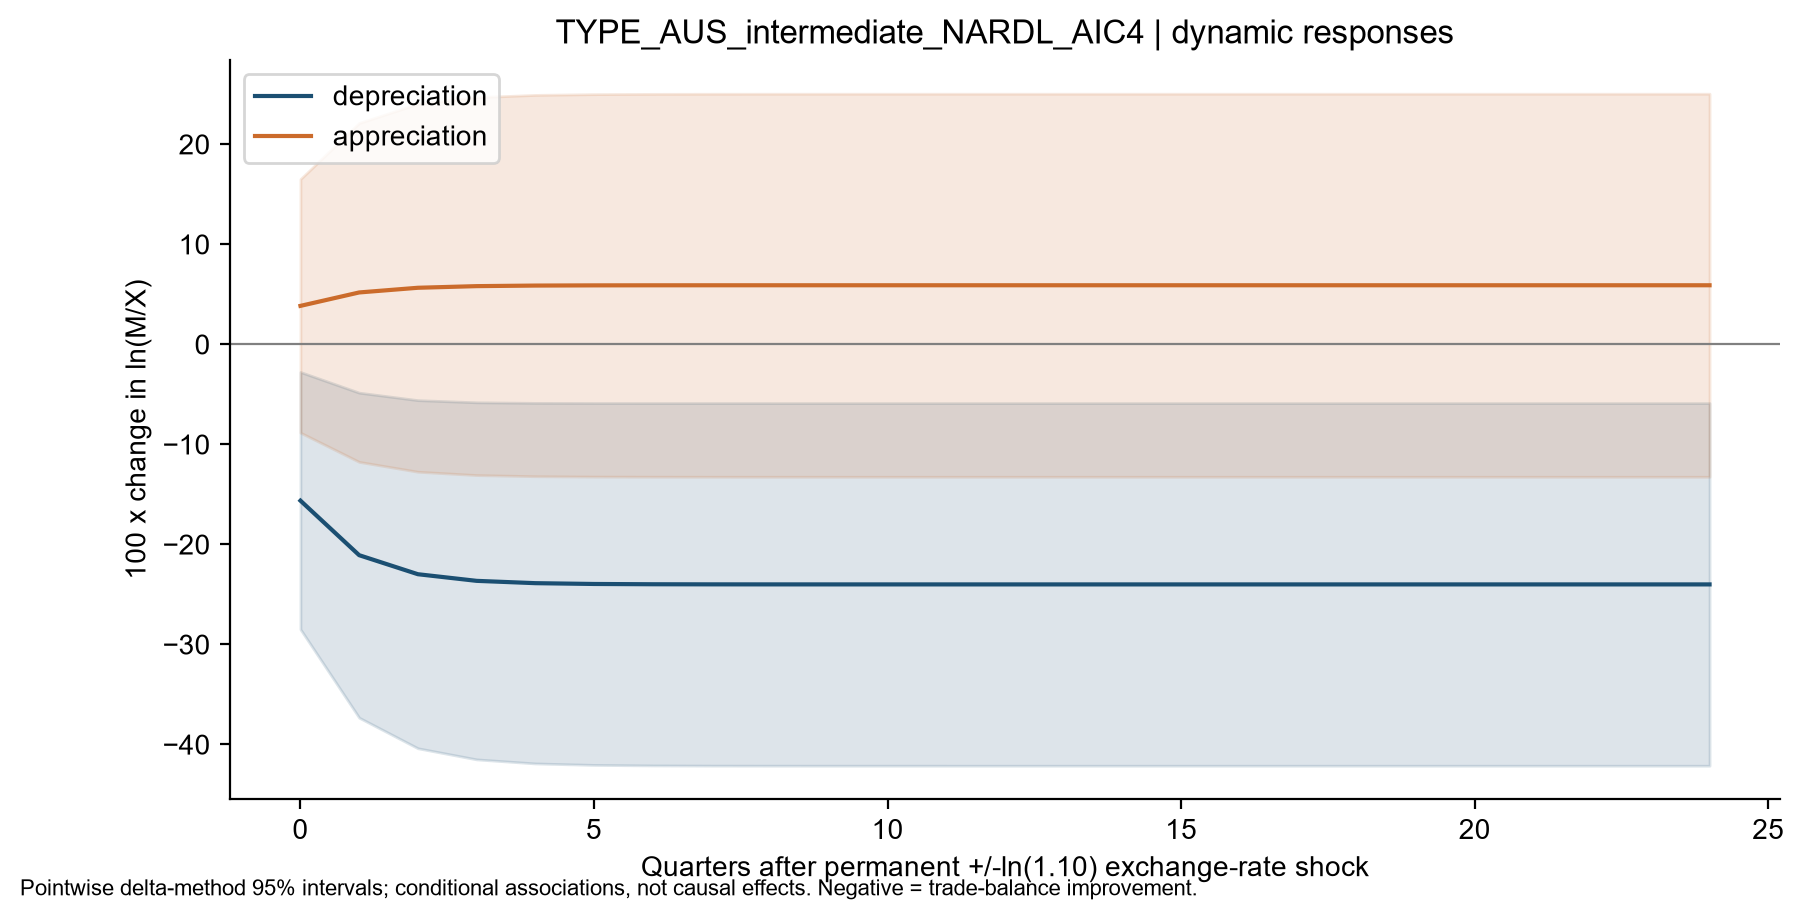 TYPE_AUS_intermediate_NARDL_AIC4 | dynamic responses
depreciation
appreciation
100 x change in ln(M/X)
20
10
0
−10
−20
−30
−40
0 5 10 15 20 25
Quarters after permanent +/-ln(1.10) exchange-rate shock
Pointwise delta-method 95% intervals; conditional associations, not causal effects. Negative = trade-balance improvement.